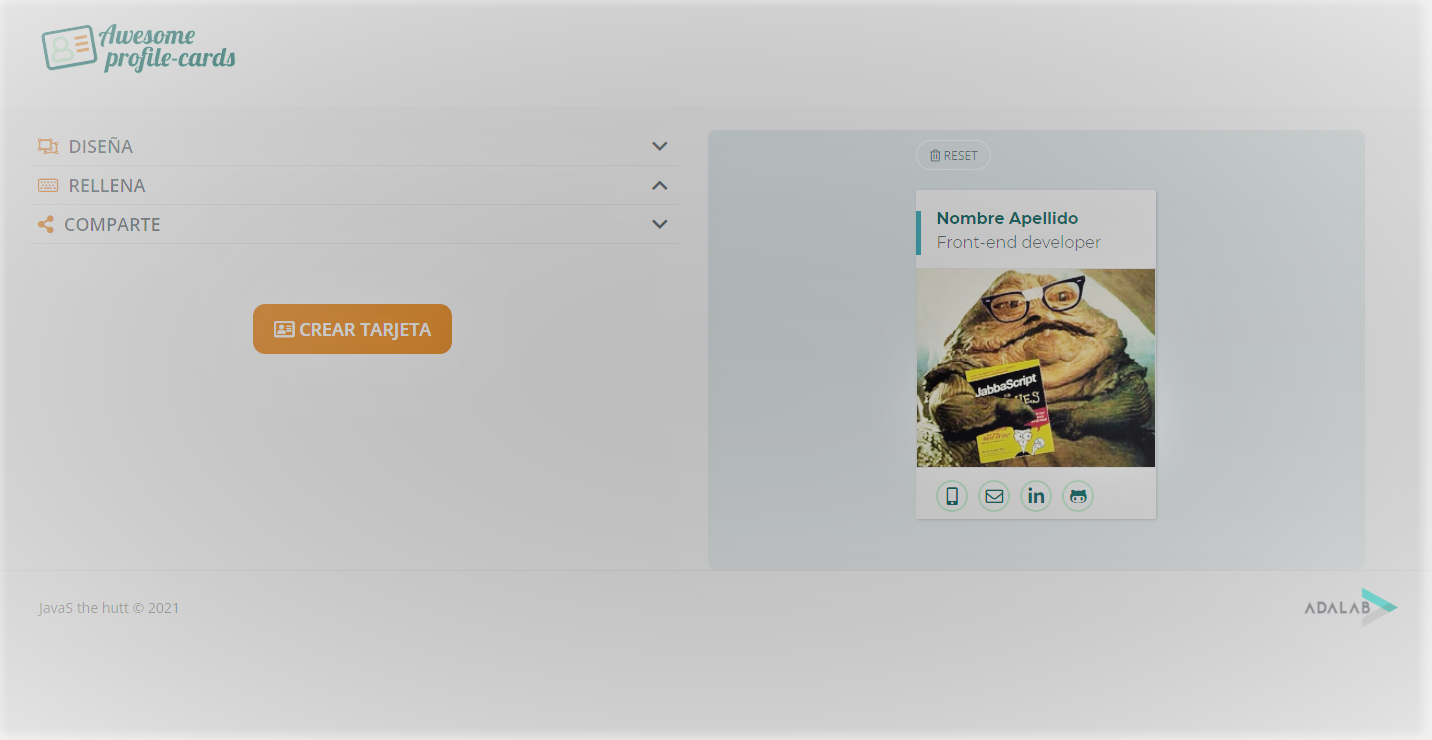 Awesome
profile-cards
DISEÑA
RELLENA
COMPARTE
CREAR TARJETA
RESET
Nombre Apellido
Front-end developer
JabbaScript
JavaS the hutt © 2021
ADALAB